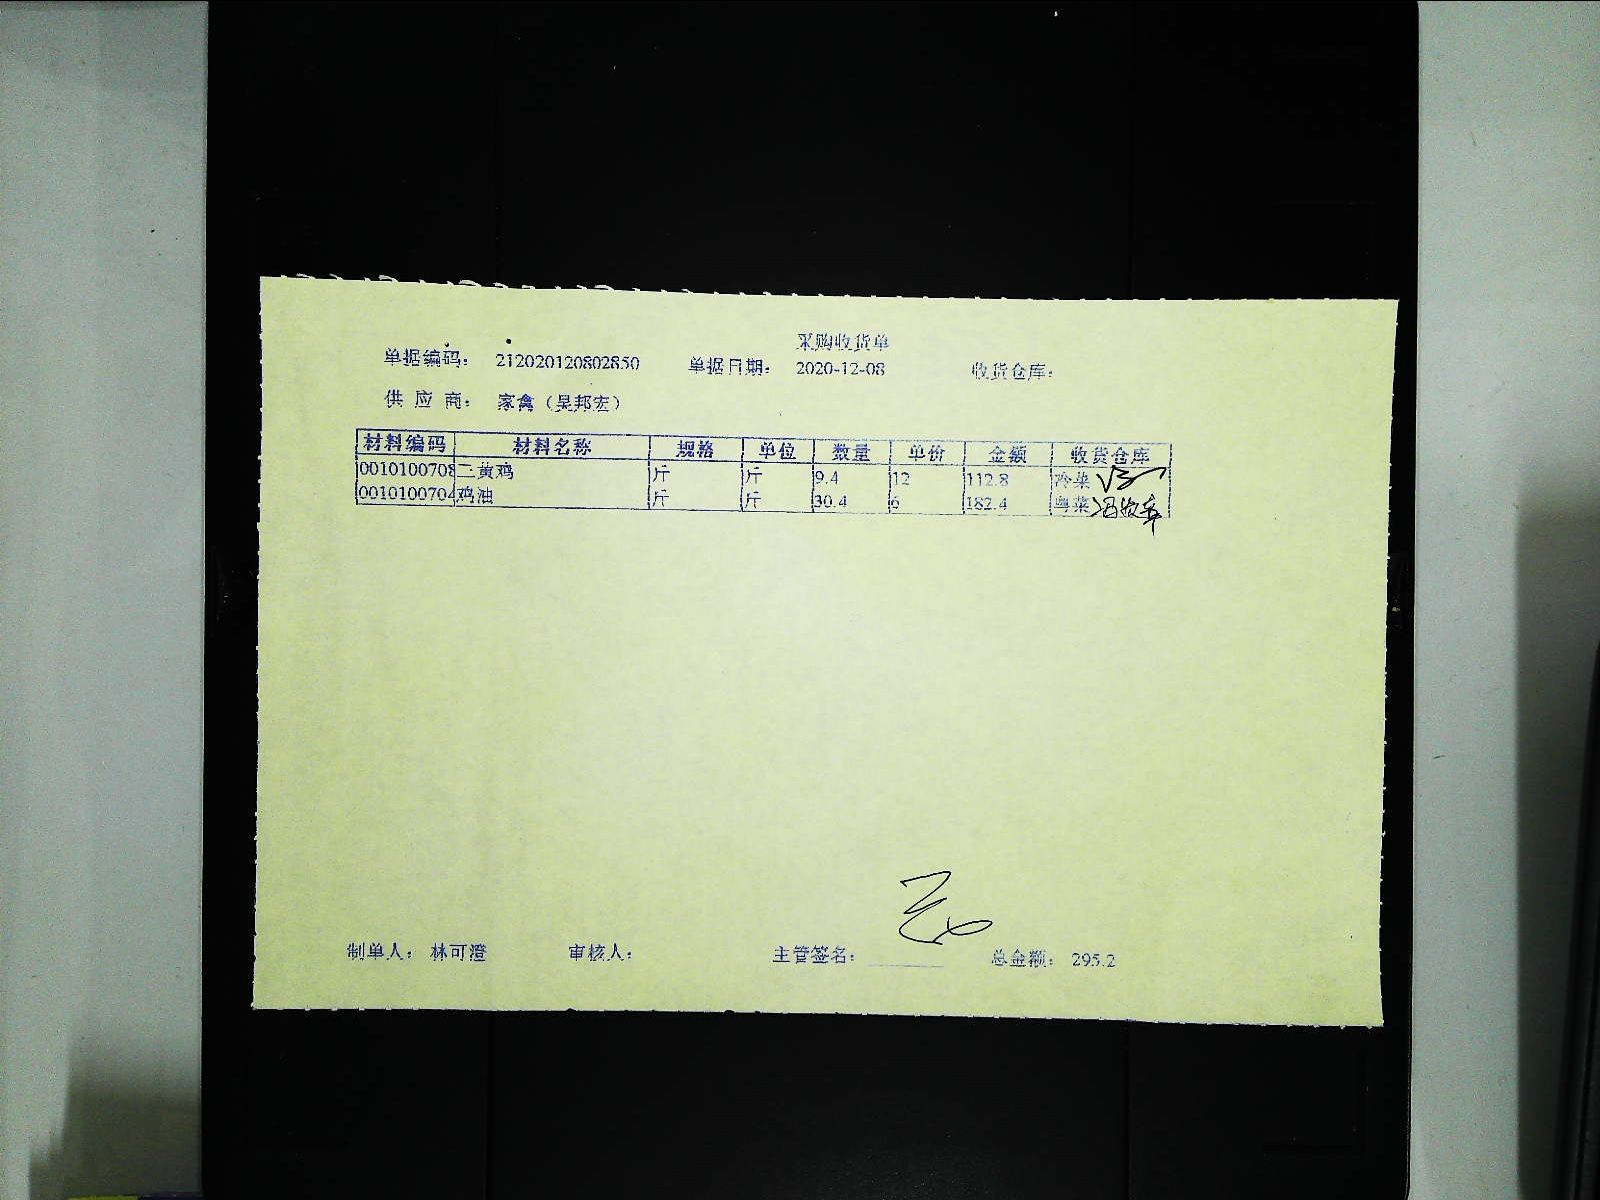 采购收货单
单据编码： 212020120802850 单据日期： 2020-12-08 收货仓库：
供 应 商： 家禽（吴邦宏）
材料编码 材料名称 规格 单位 数量 单价 金额 收货仓库
0010100708 三黄鸡 斤 斤 9.4 12 112.8 冷菜
0010100704 鸡油 斤 斤 30.4 6 182.4 粤菜
制单人： 林可澄 审核人： 主管签名： 总金额： 295.2